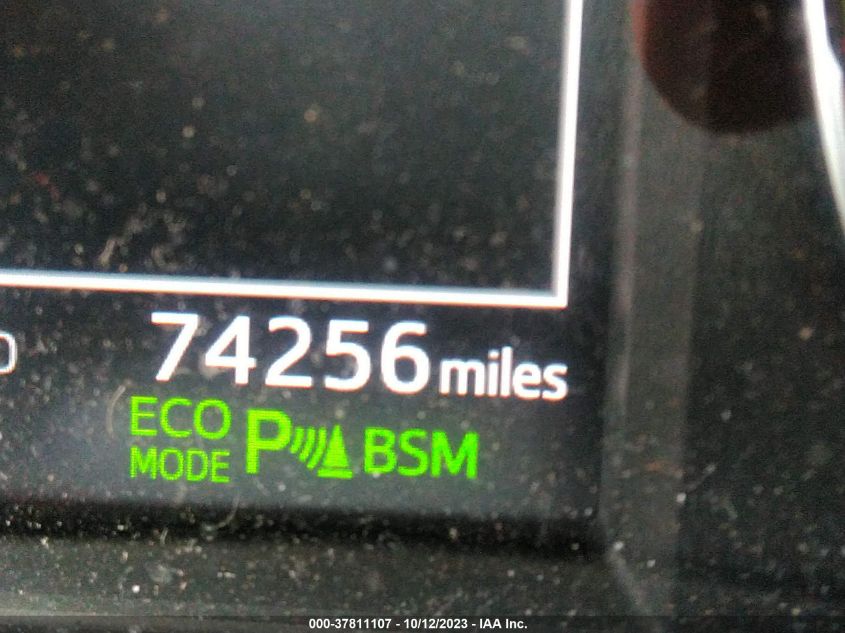 74256 miles
ECO MODE P BSM
000-37811107 - 10/12/2023 - IAA Inc.